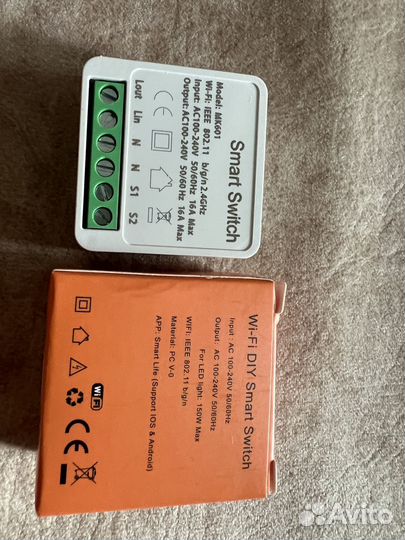 Smart Switch
Model: MK601
Wi-Fi: IEEE 802.11 b/g/n 2.4GHz
Input: AC100-240V 50/60Hz 16A Max
Output: AC100-240V 50/60Hz 16A Max
Lout Lin N N S1 S2
Wi-Fi DIY Smart Switch
Input : AC 100-240V 50/60Hz
Output: AC 100-240V 50/60Hz
For LED light: 150W Max
WIFI: IEEE 802.11 b/g/n
Material: PC V-0
APP: Smart Life (Support IOS & Android)
WiFi
Avito